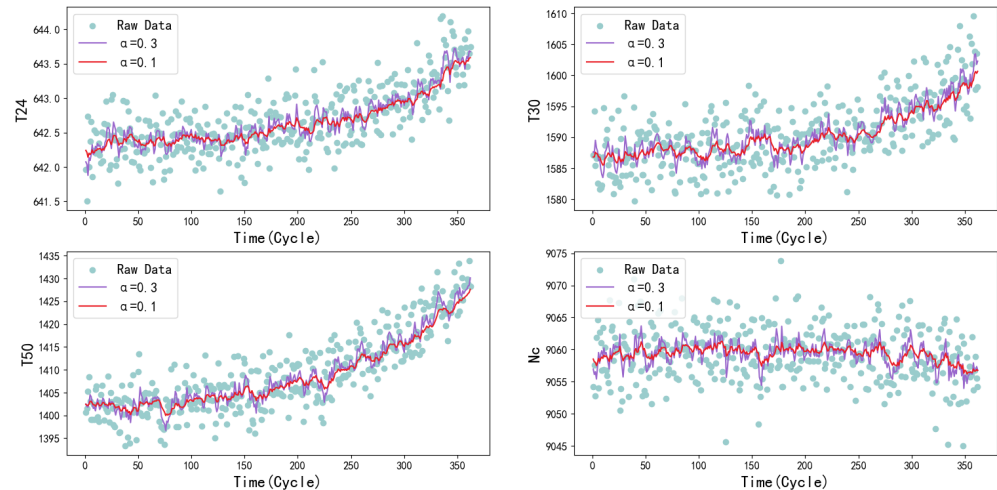 644.0
643.5
643.0
642.5
642.0
641.5
T24
Raw Data
α=0.3
α=0.1
0 50 100 150 200 250 300 350
Time(Cycle)
1610
1605
1600
1595
1590
1585
1580
T30
Raw Data
α=0.3
α=0.1
0 50 100 150 200 250 300 350
Time(Cycle)
1435
1430
1425
1420
1415
1410
1405
1400
1395
T50
Raw Data
α=0.3
α=0.1
0 50 100 150 200 250 300 350
Time(Cycle)
9075
9070
9065
9060
9055
9050
9045
Nc
Raw Data
α=0.3
α=0.1
0 50 100 150 200 250 300 350
Time(Cycle)